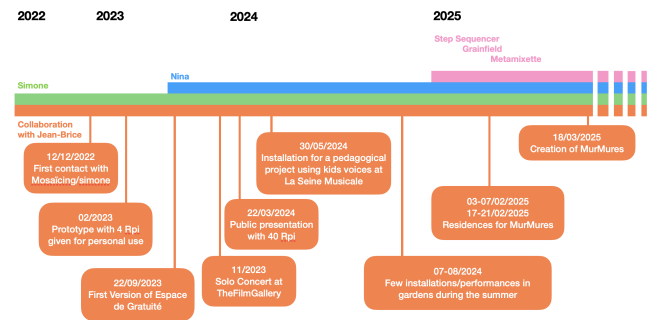 2022
2023
2024
2025
Step Sequencer
Grainfield
Metamixette
Nina
Simone
Collaboration
with Jean-Brice
12/12/2022
First contact with
Mosaïcing/simone
02/2023
Prototype with 4 Rpi
given for personal use
22/09/2023
First Version of Espace
de Gratuité
11/2023
Solo Concert at
TheFilmGallery
22/03/2024
Public presentation
with 40 Rpi
30/05/2024
Installation for a pedagogical
project using kids voices at
La Seine Musicale
07-08/2024
Few installations/performances in
gardens during the summer
03-07/02/2025
17-21/02/2025
Residences for MurMures
18/03/2025
Creation of MurMures